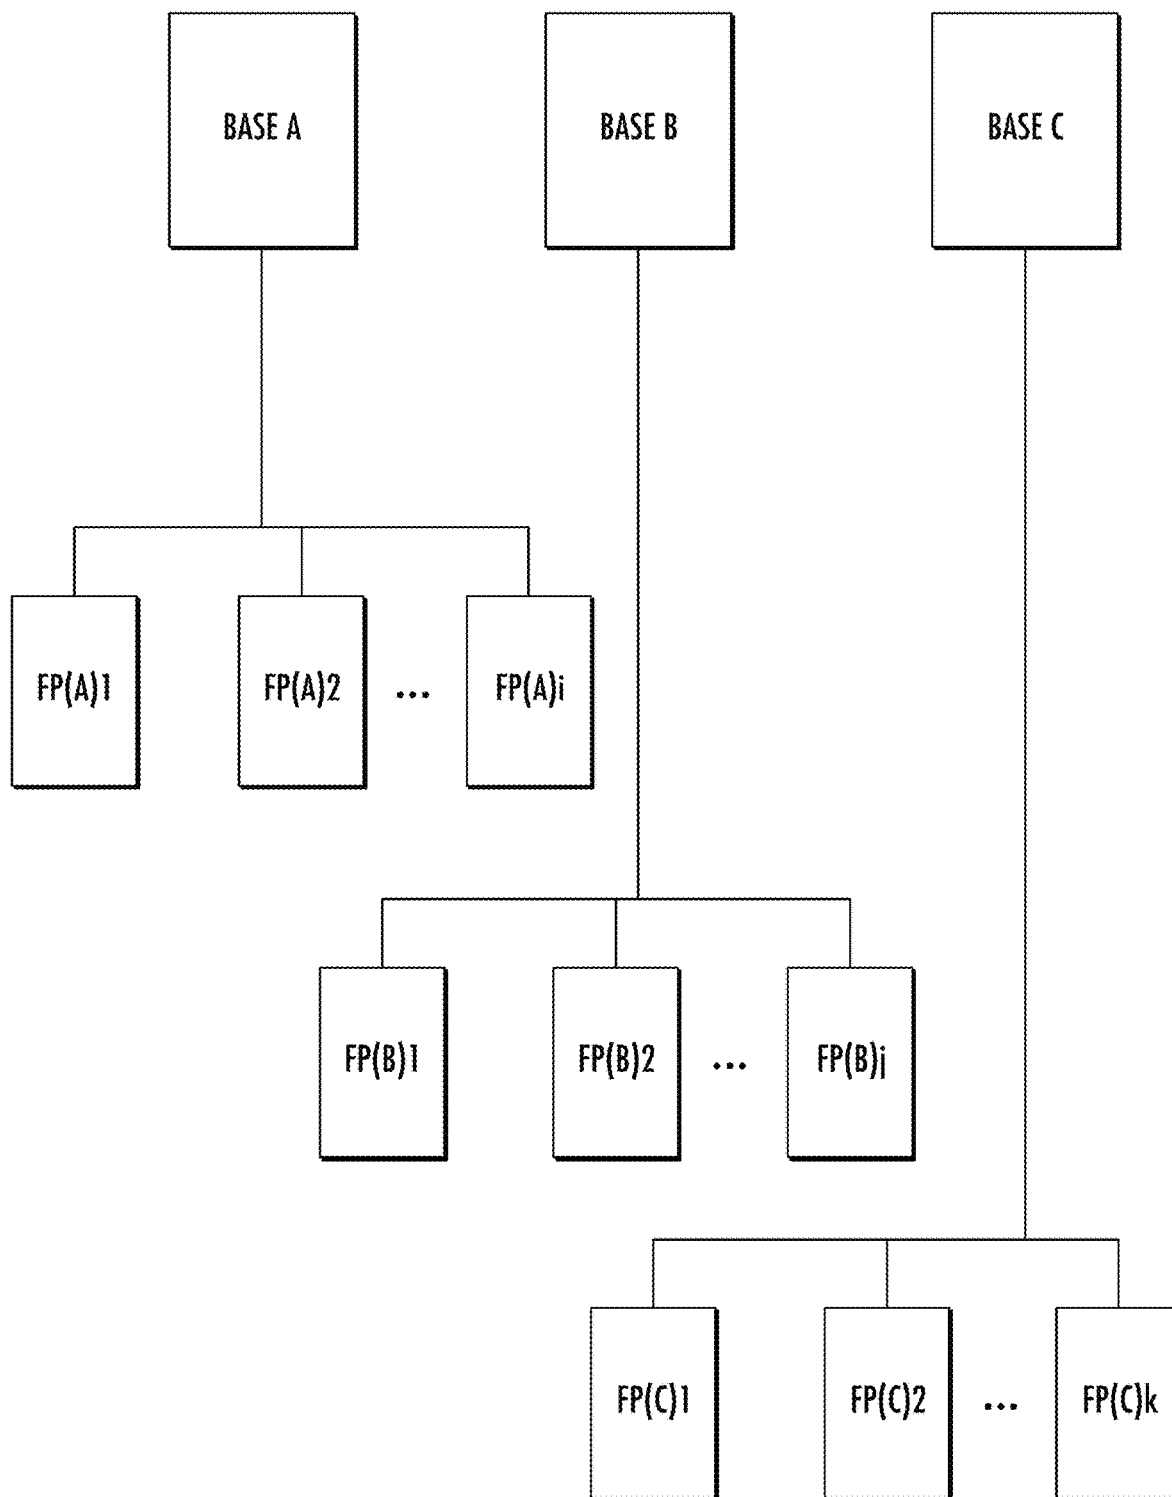 BASE A
BASE B
BASE C
FP(A)1
FP(A)2
...
FP(A)i
FP(B)1
FP(B)2
...
FP(B)j
FP(C)1
FP(C)2
...
FP(C)k